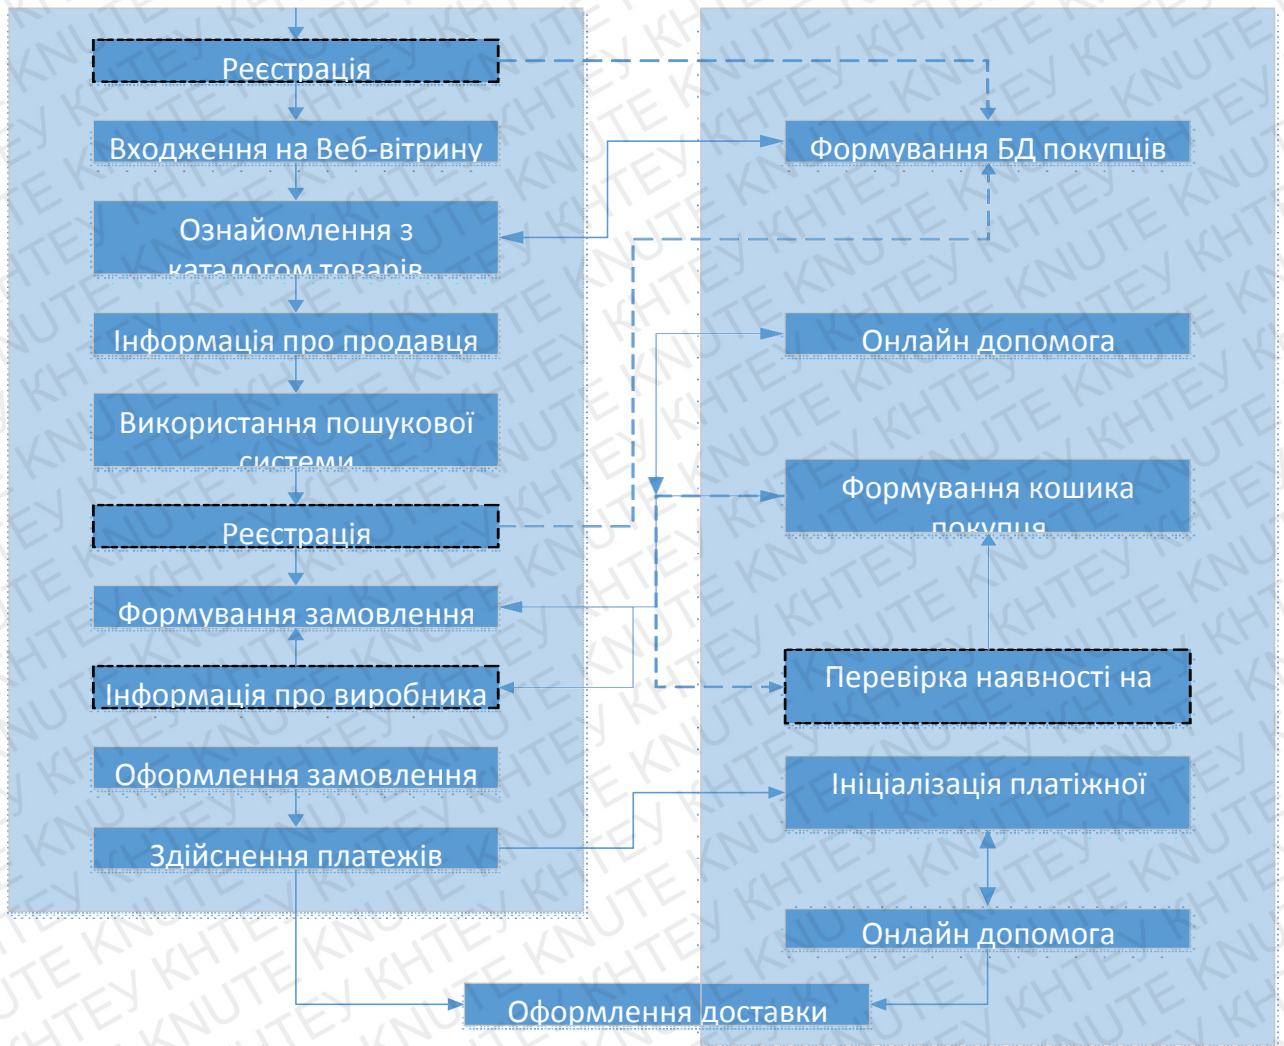 Реєстрація
Входження на Веб-вітрину
Ознайомлення з
каталогом товарів
Інформація про продавця
Використання пошукової
системи
Реєстрація
Формування замовлення
Інформація про виробника
Оформлення замовлення
Здійснення платежів
Формування БД покупців
Онлайн допомога
Формування кошика
покупця
Перевірка наявності на
Ініціалізація платіжної
Онлайн допомога
Оформлення доставки